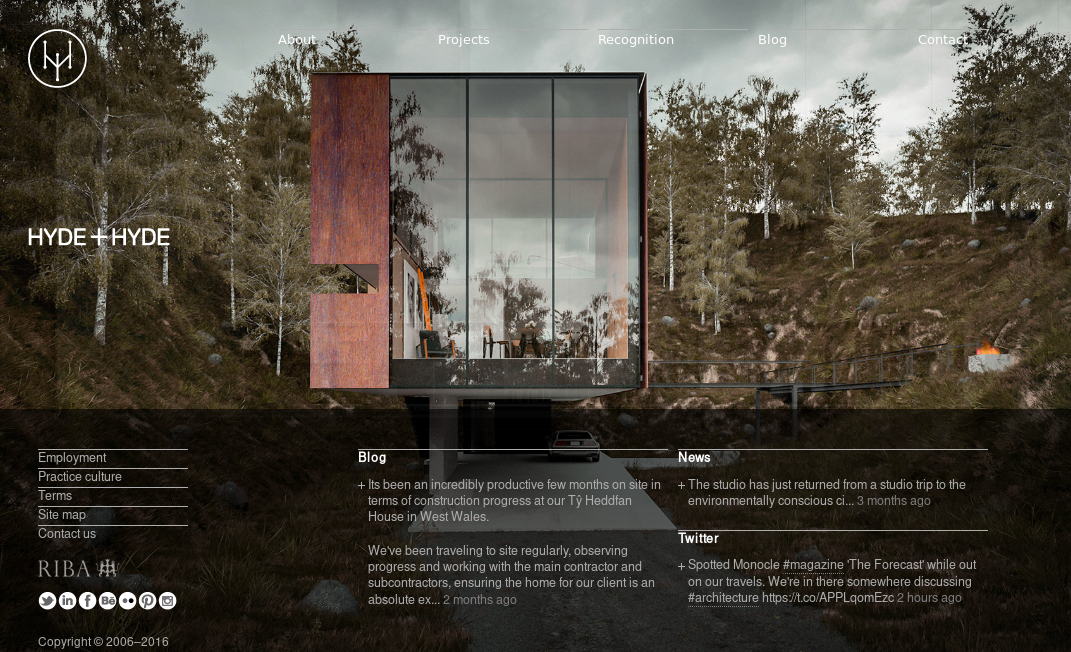 About
Projects
Recognition
Blog
Contact
HYDE + HYDE
Employment
Practice culture
Terms
Site map
Contact us
RIBA
Copyright © 2006–2016
Blog
+ Its been an incredibly productive few months on site in
terms of construction progress at our Tŷ Heddfan
House in West Wales.
We've been traveling to site regularly, observing
progress and working with the main contractor and
subcontractors, ensuring the home for our client is an
absolute ex... 2 months ago
News
+ The studio has just returned from a studio trip to the
environmentally conscious ci... 3 months ago
Twitter
+ Spotted Monocle #magazine 'The Forecast' while out
on our travels. We're in there somewhere discussing
#architecture https://t.co/APPLqomEzc 2 hours ago